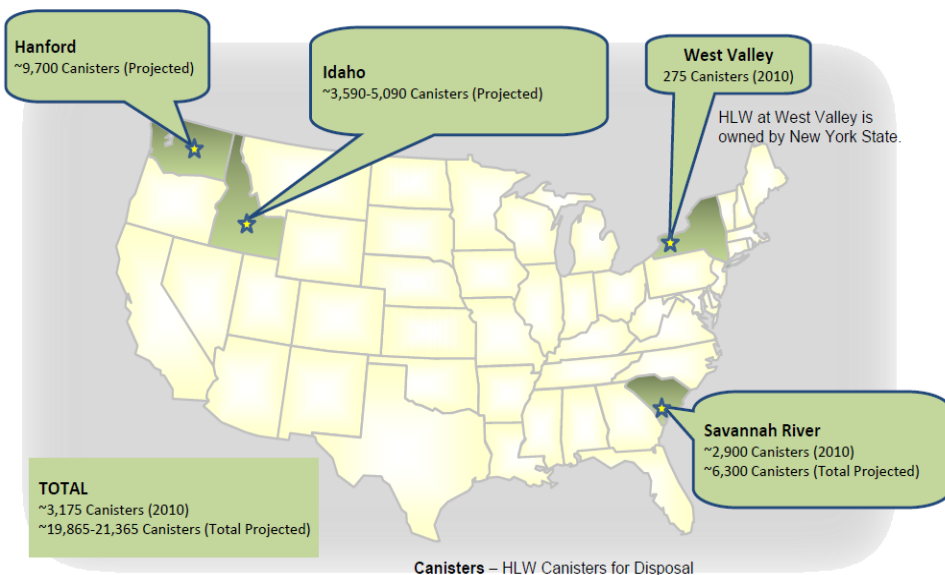 Hanford
~9,700 Canisters (Projected)
Idaho
~3,590-5,090 Canisters (Projected)
West Valley
275 Canisters (2010)
HLW at West Valley is
owned by New York State.
Savannah River
~2,900 Canisters (2010)
~6,300 Canisters (Total Projected)
TOTAL
~3,175 Canisters (2010)
~19,865-21,365 Canisters (Total Projected)
Canisters – HLW Canisters for Disposal